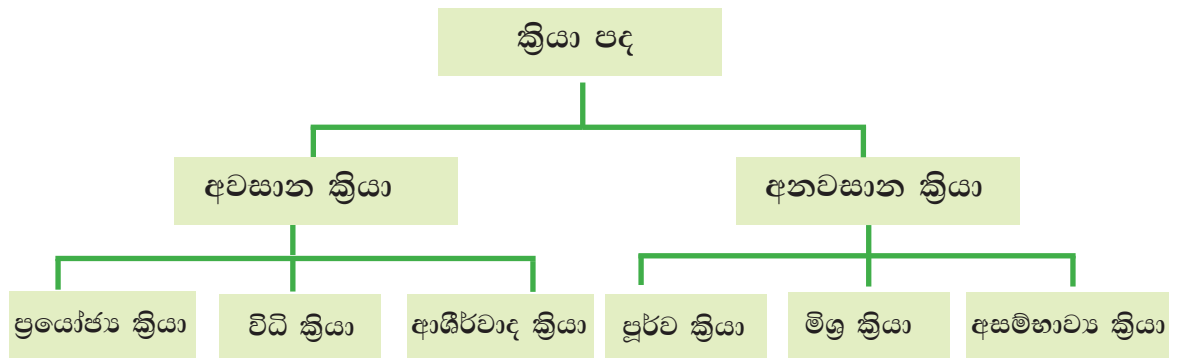 ක්‍රියා පද
අවසාන ක්‍රියා
අනවසාන ක්‍රියා
ප්‍රයෝජ්‍ය ක්‍රියා
විධි ක්‍රියා
ආශීර්වාද ක්‍රියා
පූර්ව ක්‍රියා
මිශ්‍ර ක්‍රියා
අසම්භාව්‍ය ක්‍රියා